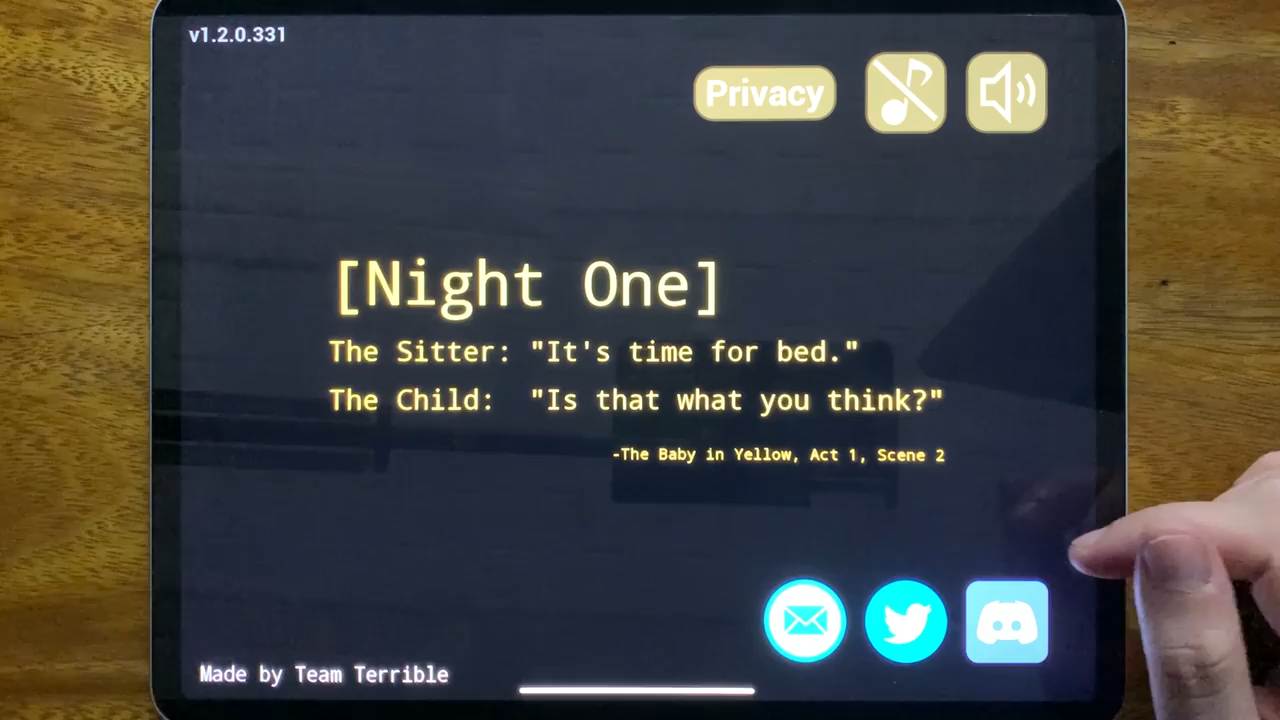 v1.2.0.331
Privacy
[Night One]
The Sitter: "It's time for bed."
The Child: "Is that what you think?"
-The Baby in Yellow, Act 1, Scene 2
Made by Team Terrible